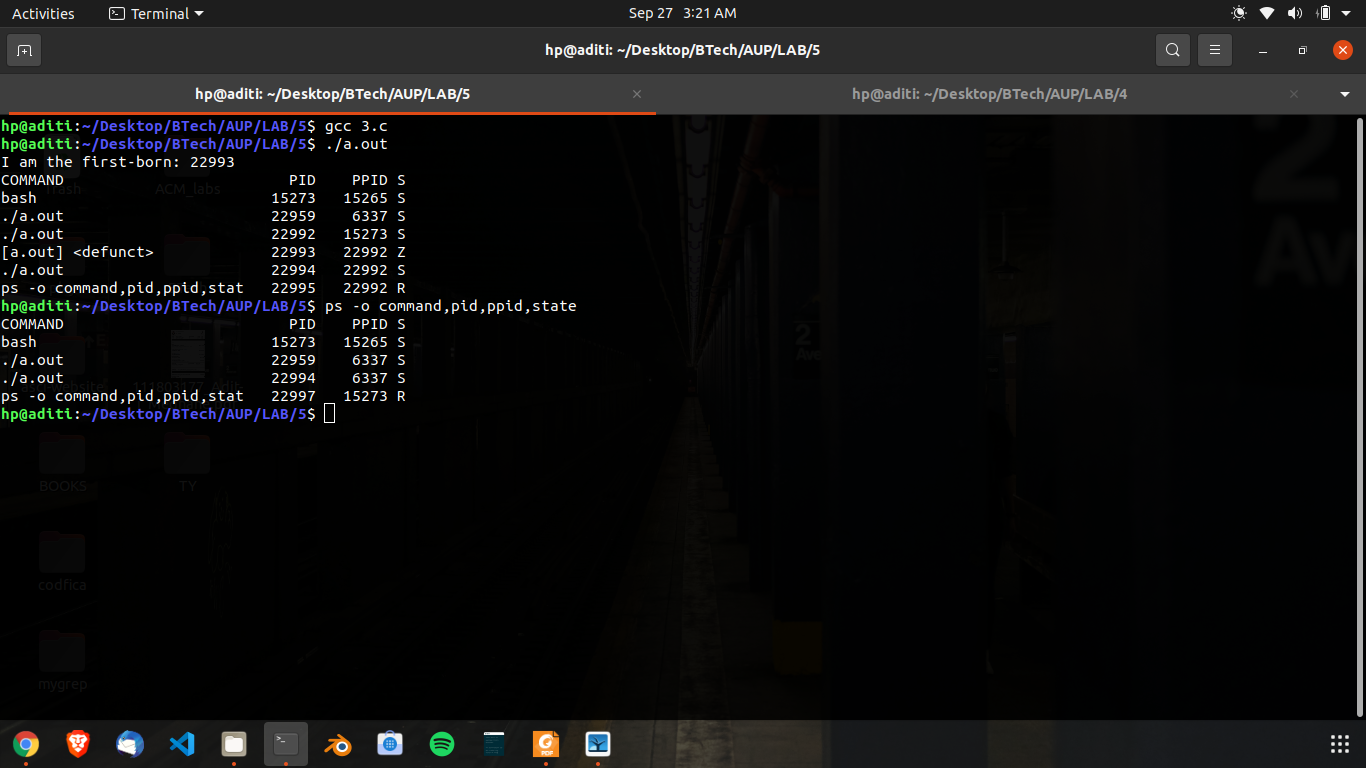 Activities Terminal Sep 27 3:21 AM
hp@aditi: ~/Desktop/BTech/AUP/LAB/5
hp@aditi: ~/Desktop/BTech/AUP/LAB/5 × hp@aditi: ~/Desktop/BTech/AUP/LAB/4 ×
hp@aditi:~/Desktop/BTech/AUP/LAB/5$ gcc 3.c
hp@aditi:~/Desktop/BTech/AUP/LAB/5$ ./a.out
I am the first-born: 22993
COMMAND                         PID    PPID S
bash                          15273   15265 S
./a.out                       22959    6337 S
./a.out                       22992   15273 S
[a.out] <defunct>             22993   22992 Z
./a.out                       22994   22992 S
ps -o command,pid,ppid,stat   22995   22992 R
hp@aditi:~/Desktop/BTech/AUP/LAB/5$ ps -o command,pid,ppid,state
COMMAND                         PID    PPID S
bash                          15273   15265 S
./a.out                       22959    6337 S
./a.out                       22994    6337 S
ps -o command,pid,ppid,stat   22997   15273 R
hp@aditi:~/Desktop/BTech/AUP/LAB/5$
Trash ACM_labs
BOOKS TY
codfica
mygrep
2
Ave
2
Ave